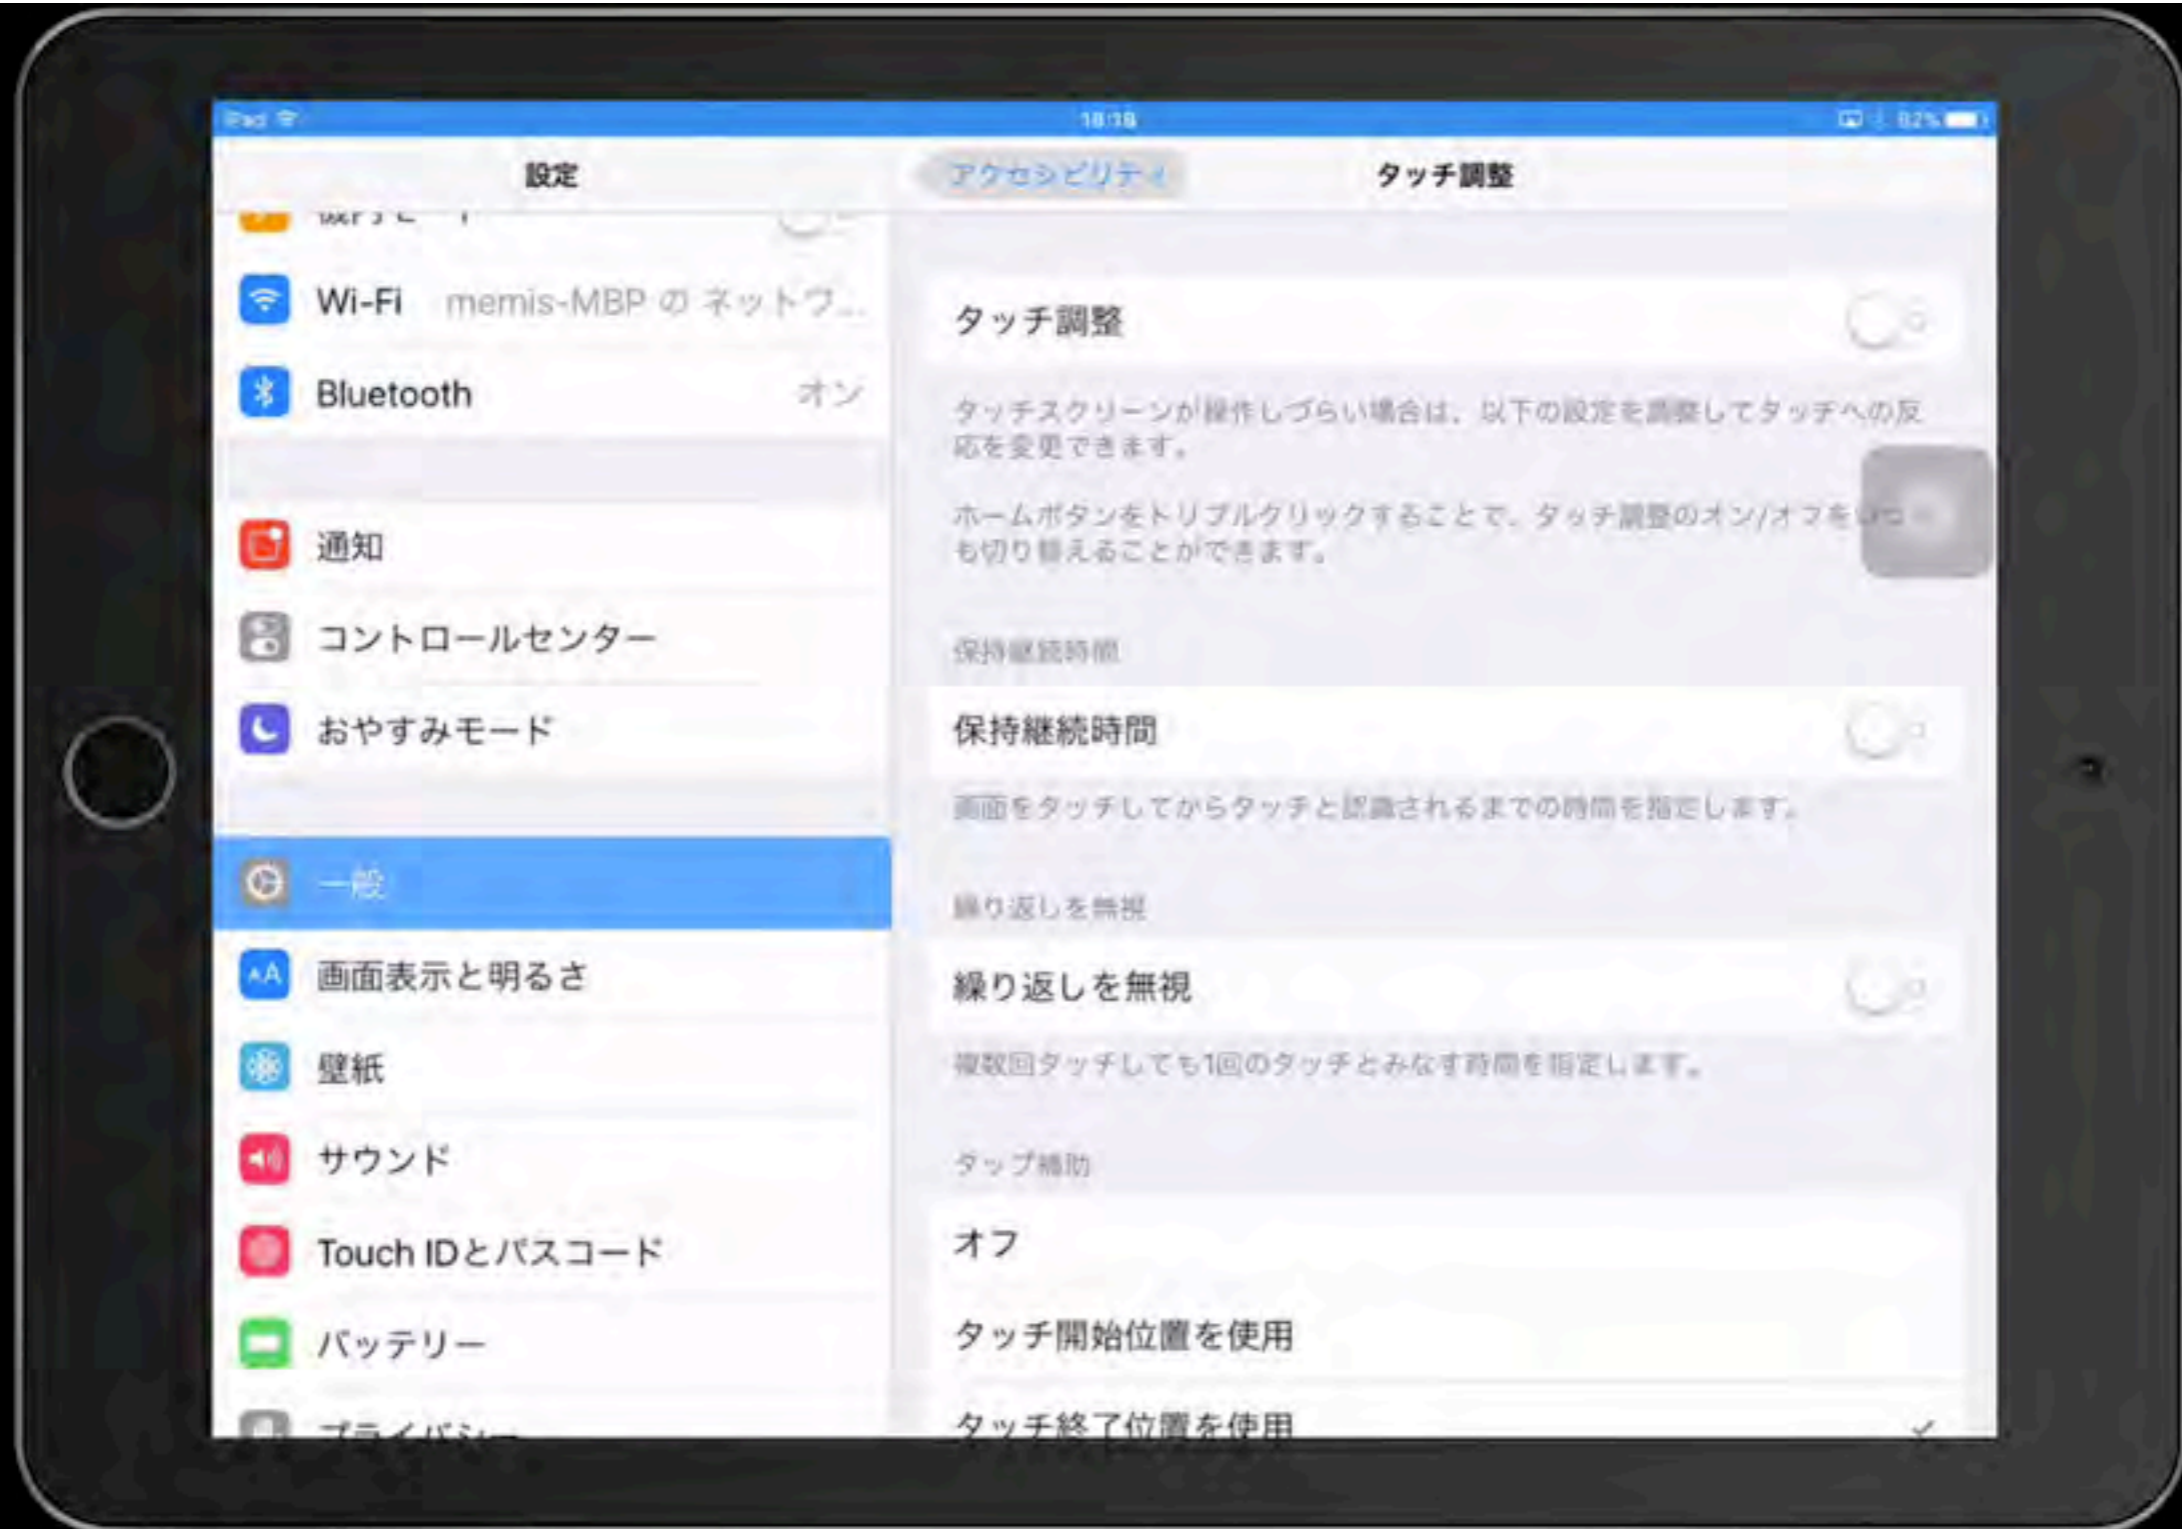 iPad
18:18
82%
設定
Wi-Fi memis-MBP の ネットワ...
Bluetooth オン
通知
コントロールセンター
おやすみモード
一般
画面表示と明るさ
壁紙
サウンド
Touch IDとパスコード
バッテリー
プライバシー
アクセシビリティ
タッチ調整
タッチ調整
タッチスクリーンが操作しづらい場合は、以下の設定を調整してタッチへの反
応を変更できます。
ホームボタンをトリプルクリックすることで、タッチ調整のオン/オフを
も切り替えることができます。
保持継続時間
保持継続時間
画面をタッチしてからタッチと認識されるまでの時間を指定します。
繰り返しを無視
繰り返しを無視
複数回タッチしても1回のタッチとみなす時間を指定します。
タップ補助
オフ
タッチ開始位置を使用
タッチ終了位置を使用